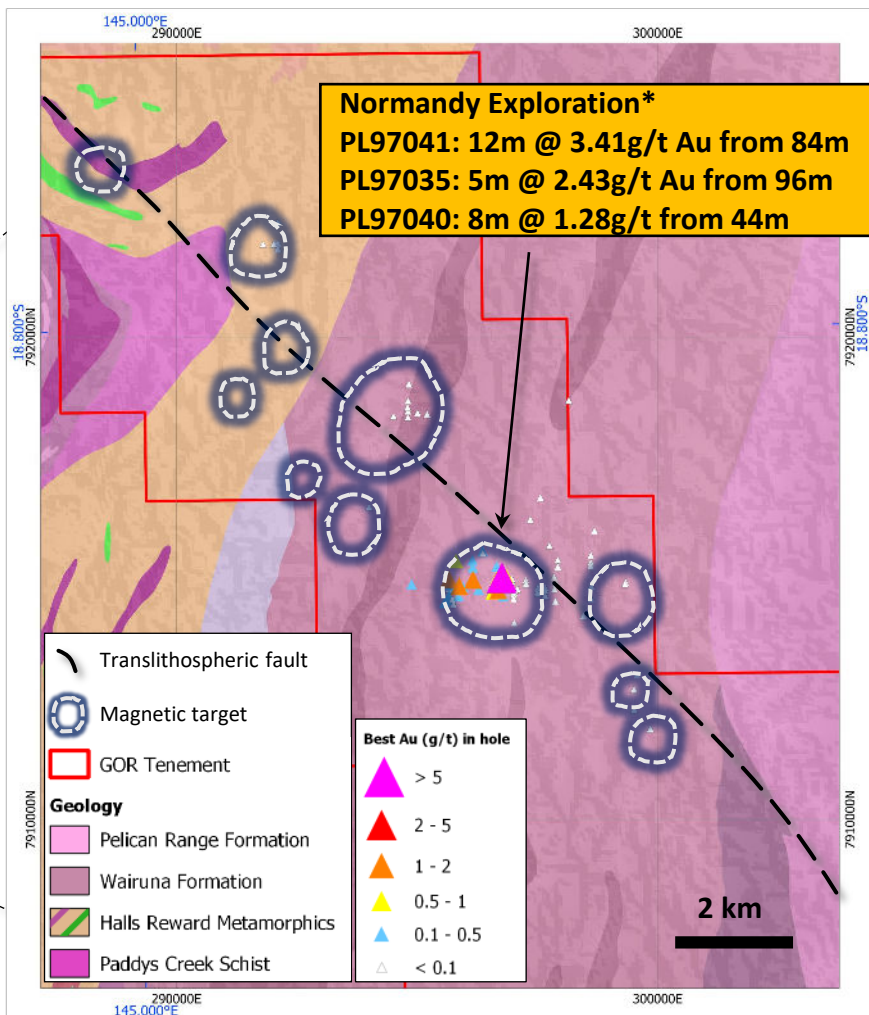 145.000°E
290000E
300000E
Normandy Exploration*
PL97041: 12m @ 3.41g/t Au from 84m
PL97035: 5m @ 2.43g/t Au from 96m
PL97040: 8m @ 1.28g/t from 44m
18.800°S
7920000N
7920000N
18.800°S
Translithospheric fault
Magnetic target
GOR Tenement
Geology
Pelican Range Formation
Wairuna Formation
Halls Reward Metamorphics
Paddys Creek Schist
Best Au (g/t) in hole
> 5
2 - 5
1 - 2
0.5 - 1
0.1 - 0.5
< 0.1
7910000N
7910000N
2 km
290000E
300000E
145.000°E